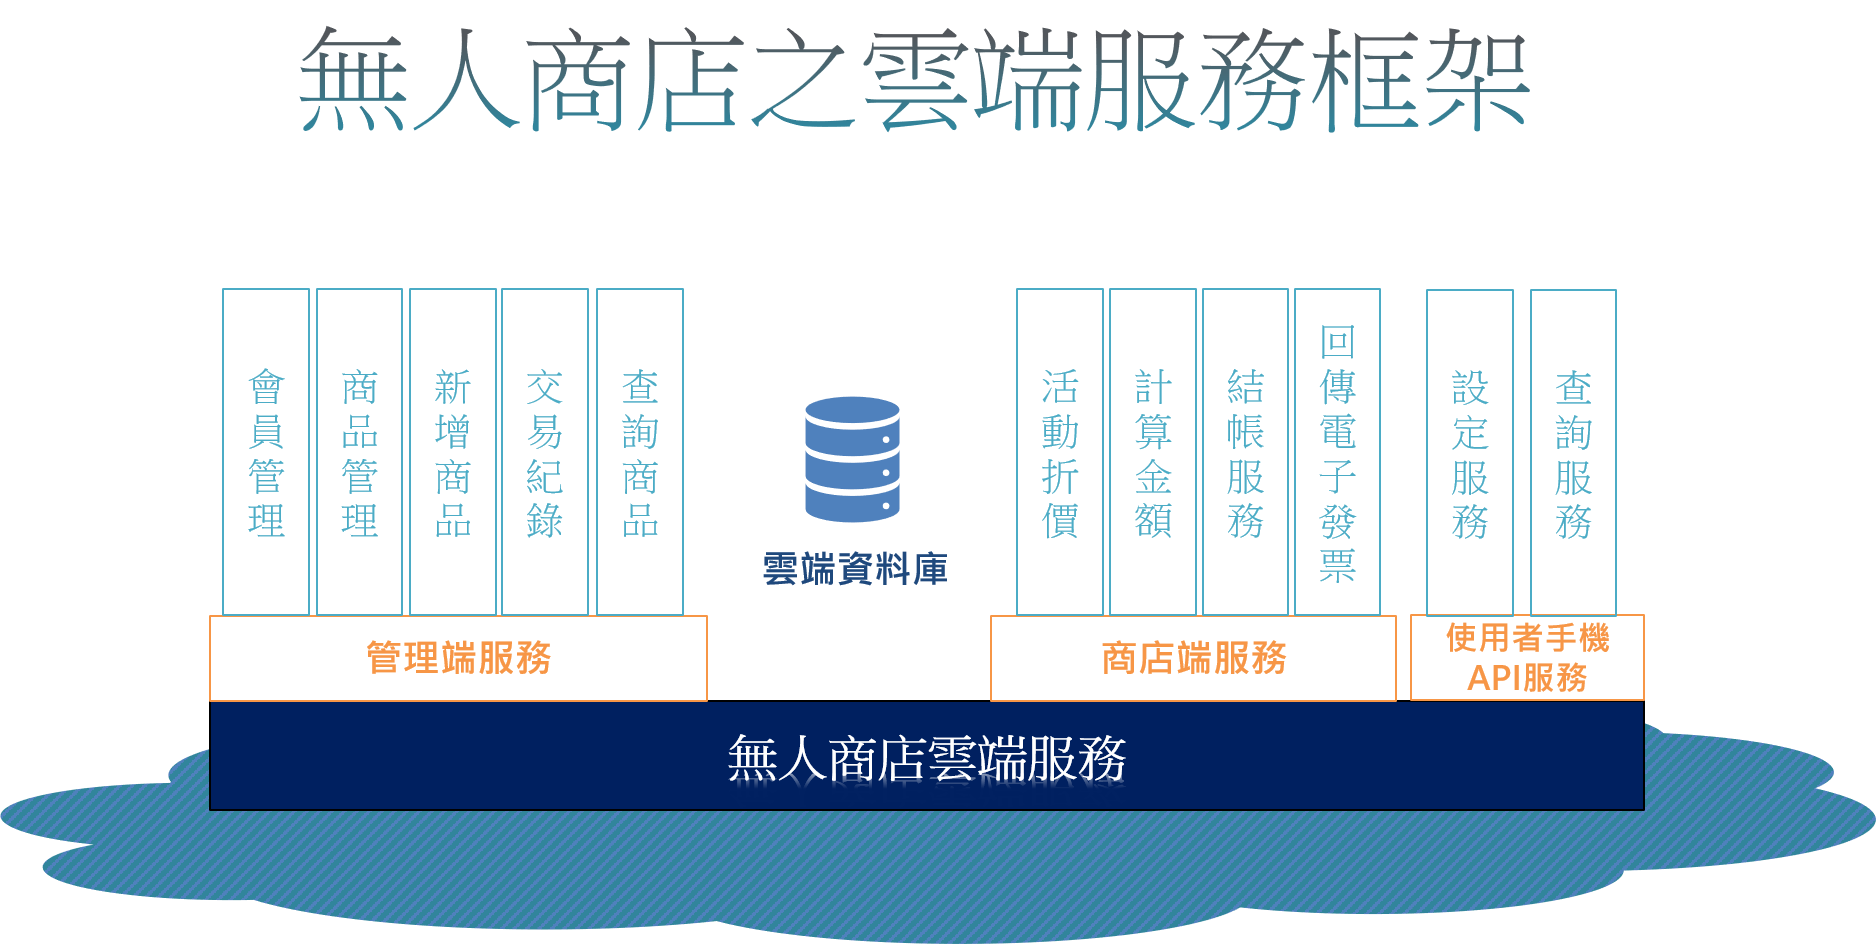 無人商店之雲端服務框架
會員管理
商品管理
新增商品
交易紀錄
查詢商品
雲端資料庫
活動折價
計算金額
結帳服務
回傳電子發票
設定服務
查詢服務
管理端服務
商店端服務
使用者手機
API服務
無人商店雲端服務